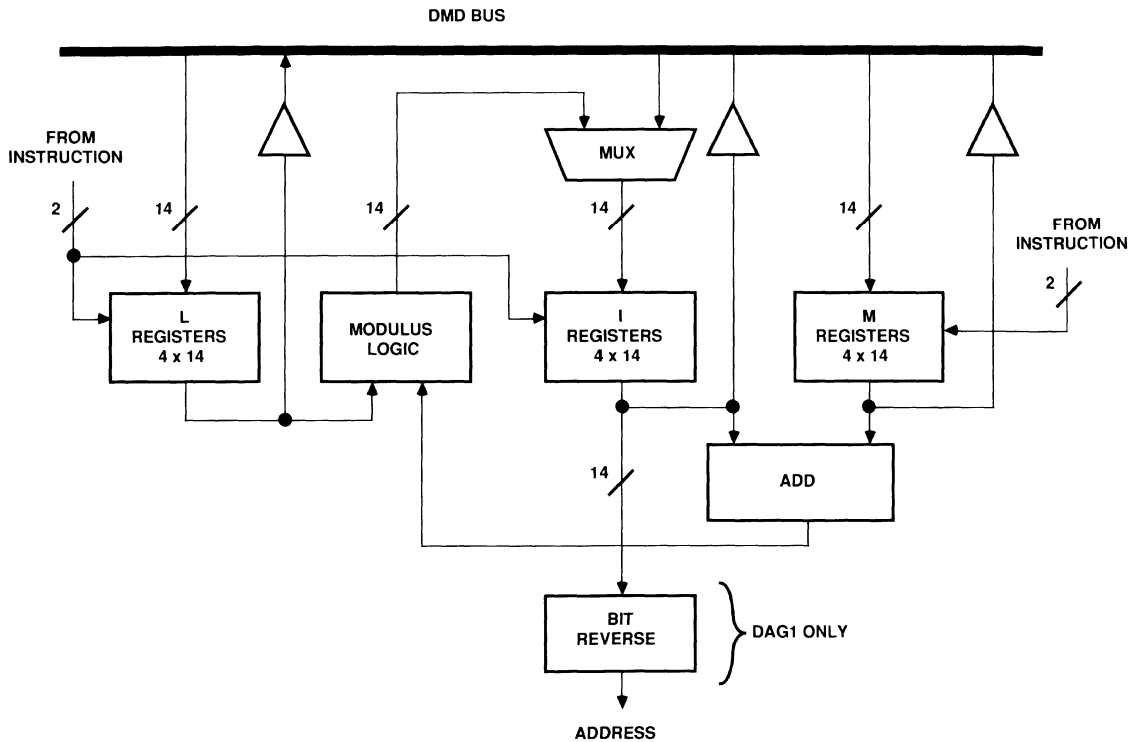 DMD BUS
FROM
INSTRUCTION
MUX
2
14
14
14
14
FROM
INSTRUCTION
2
L
REGISTERS
4 x 14
MODULUS
LOGIC
I
REGISTERS
4 x 14
M
REGISTERS
4 x 14
14
ADD
BIT
REVERSE
DAG1 ONLY
ADDRESS